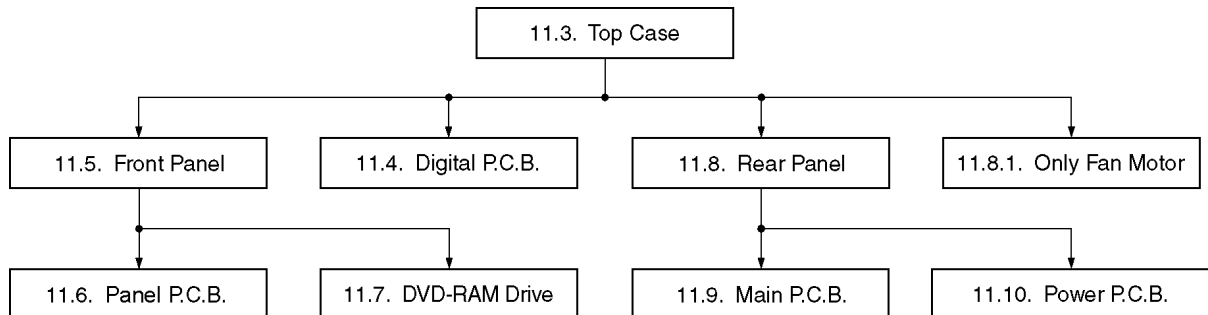 11.3. Top Case
11.5. Front Panel
11.4. Digital P.C.B.
11.8. Rear Panel
11.8.1. Only Fan Motor
11.6. Panel P.C.B.
11.7. DVD-RAM Drive
11.9. Main P.C.B.
11.10. Power P.C.B.